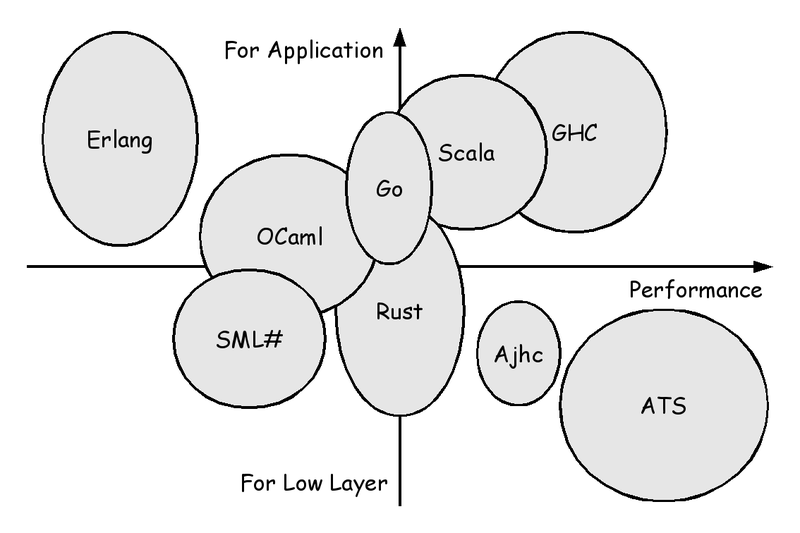 For Application
Erlang
GHC
Scala
Go
OCaml
Performance
Rust
SML#
Ajhc
ATS
For Low Layer